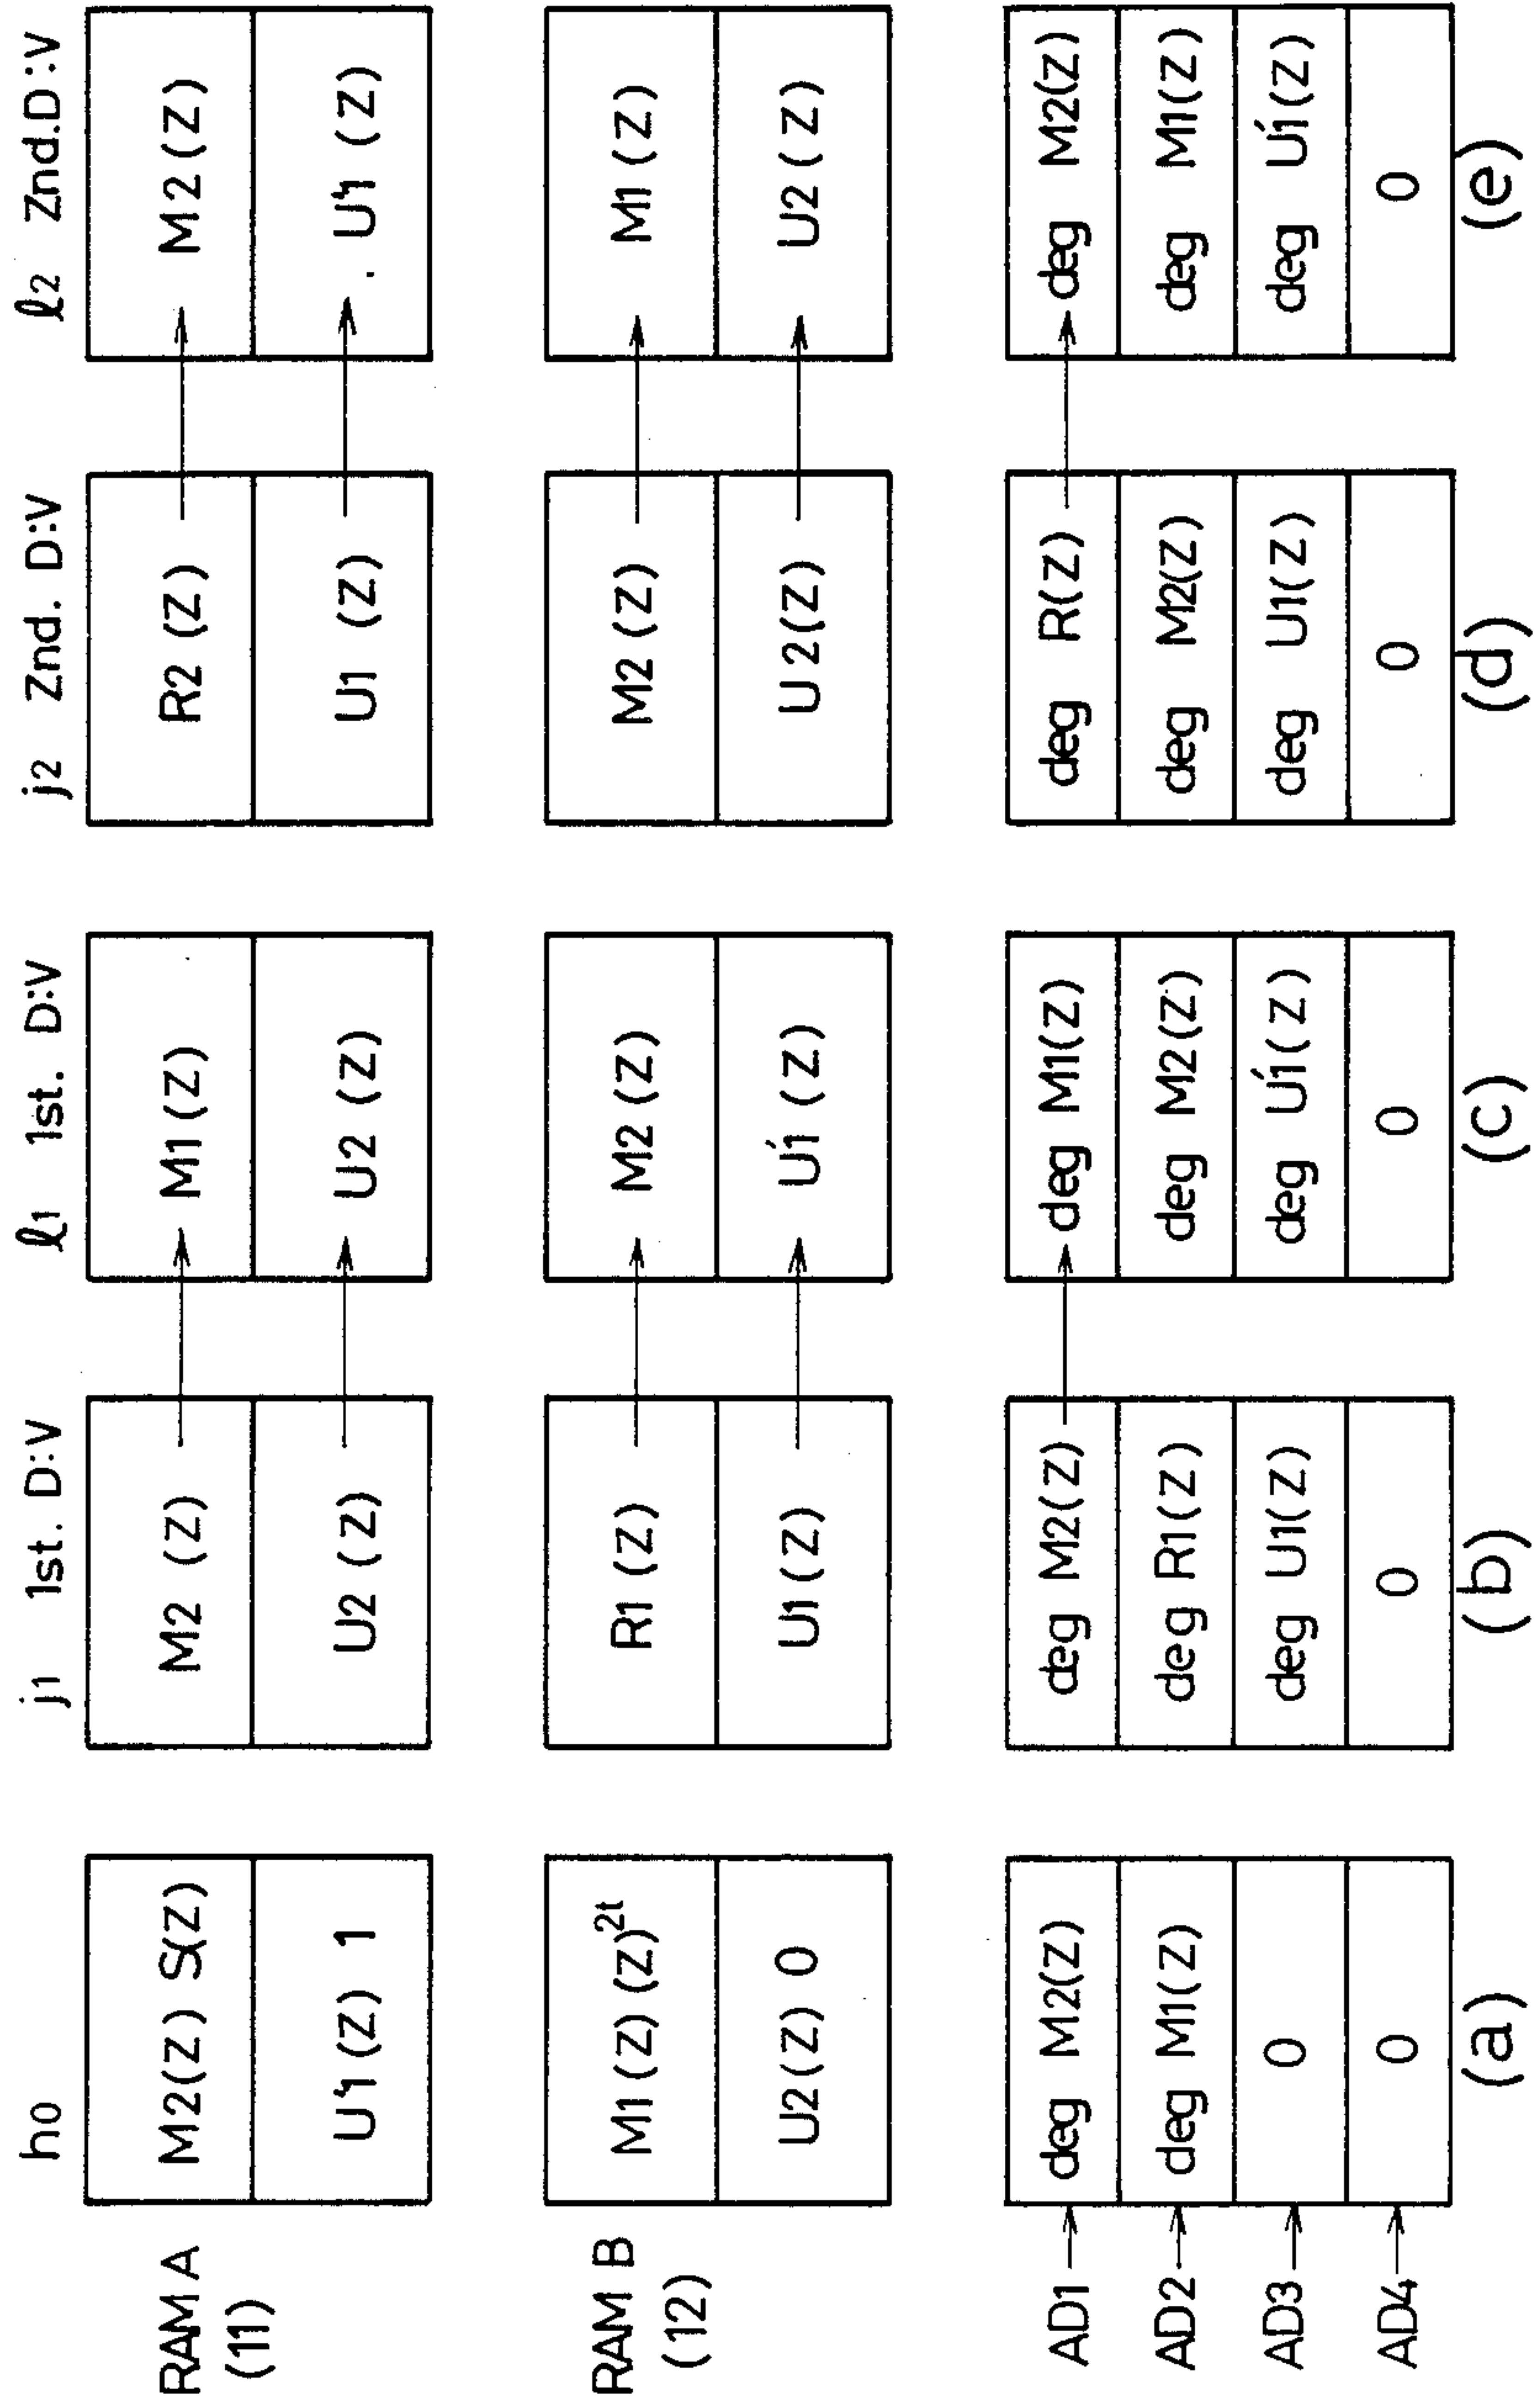 h0
j1 1st. D:V
ℓ1 1st. D:V
j2 Znd. D:V
ℓ2 Znd.D:V
RAM A
(11)
M2(Z) S(Z)
U'1(Z) 1
M2 (Z)
U2 (Z)
M1(Z)
U2 (Z)
R2 (Z)
U1 (Z)
M2(Z)
U'1 (Z)
RAM B
(12)
M1(Z) (Z)2t
U2(Z) 0
R1(Z)
U1(Z)
M2(Z)
U'1 (Z)
M2(Z)
U2(Z)
M1(Z)
U2(Z)
AD1
AD2
AD3
AD4
deg M2(Z)
deg M1(Z)
0
0
(a)
deg M2(Z)
deg R1(Z)
deg U1(Z)
0
(b)
deg M1(Z)
deg M2(Z)
deg U'1(Z)
0
(c)
deg R(Z)
deg M2(Z)
deg U1(Z)
0
(d)
deg M2(Z)
deg M1(Z)
deg U'1(Z)
0
(e)